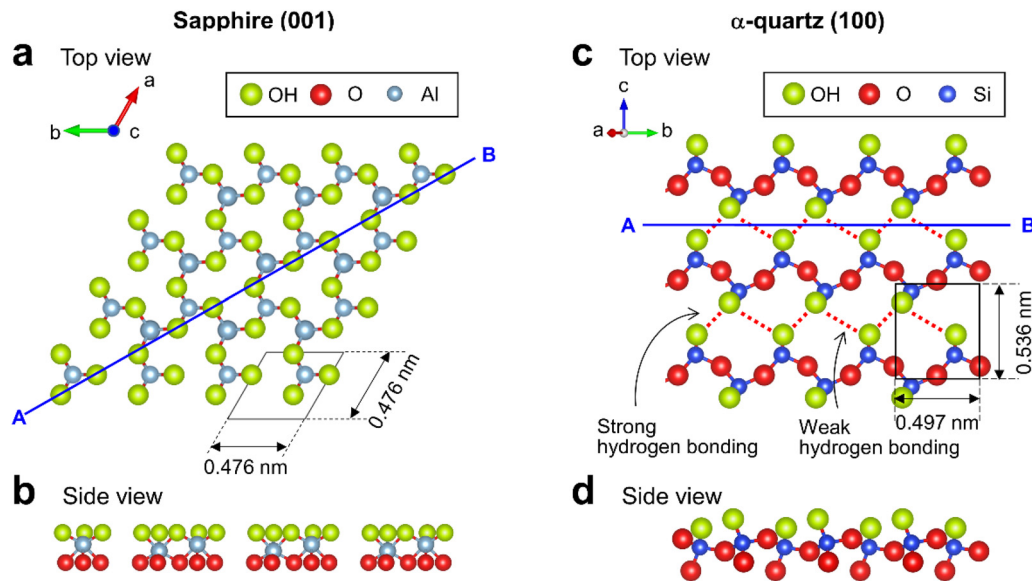 Sapphire (001)
a
Top view
a
b
c
OH
O
Al
B
A
0.476 nm
0.476 nm
b
Side view
α-quartz (100)
c
Top view
c
a
b
OH
O
Si
A
B
0.536 nm
0.497 nm
Strong
hydrogen bonding
Weak
hydrogen bonding
d
Side view